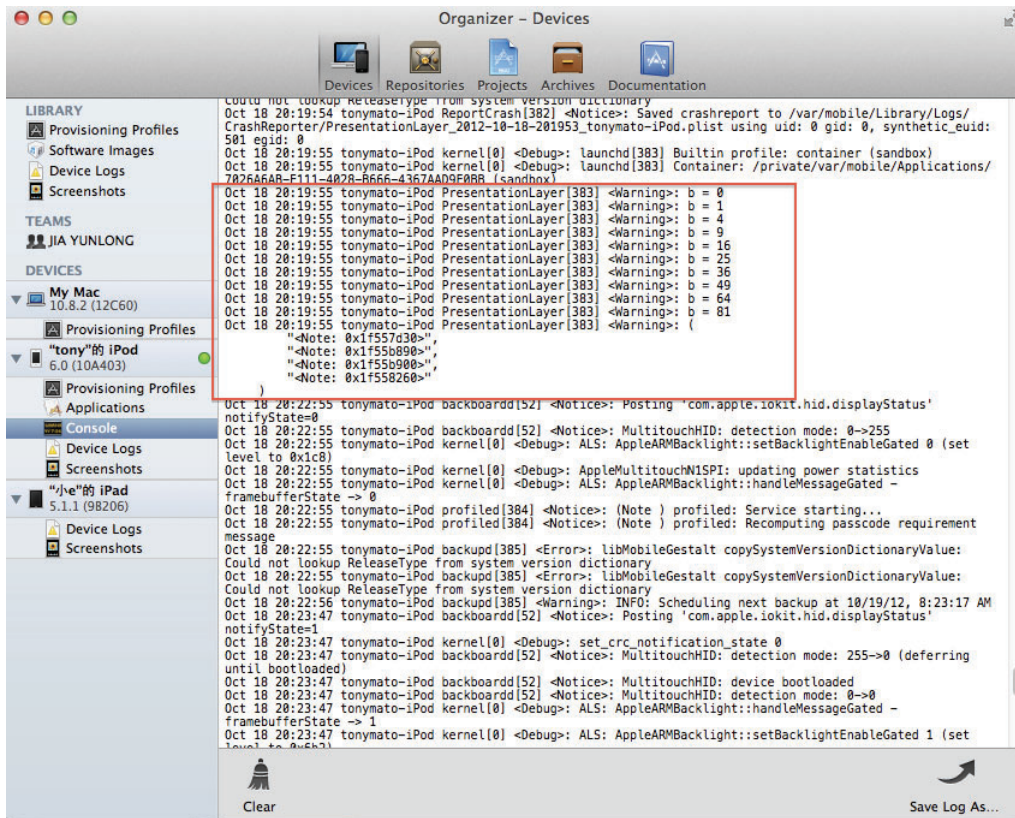 Organizer – Devices
Devices Repositories Projects Archives Documentation
LIBRARY
Provisioning Profiles
Software Images
Device Logs
Screenshots
TEAMS
JIA YUNLONG
DEVICES
My Mac
10.8.2 (12C60)
Provisioning Profiles
"tony"的 iPod
6.0 (10A403)
Provisioning Profiles
Applications
Console
Device Logs
Screenshots
"小e"的 iPad
5.1.1 (9B206)
Device Logs
Screenshots
Could not lookup ReleaseType from system version dictionary
Oct 18 20:19:54 tonymato-iPod ReportCrash[382] <Notice>: Saved crashreport to /var/mobile/Library/Logs/
CrashReporter/PresentationLayer_2012-10-18-201953_tonymato-iPod.plist using uid: 0 gid: 0, synthetic_euid:
501 egid: 0
Oct 18 20:19:55 tonymato-iPod kernel[0] <Debug>: launchd[383] Builtin profile: container (sandbox)
Oct 18 20:19:55 tonymato-iPod kernel[0] <Debug>: launchd[383] Container: /private/var/mobile/Applications/
7026A6AB-F111-4028-B666-4367AAD9F0BB (sandbox)
Oct 18 20:19:55 tonymato-iPod PresentationLayer[383] <Warning>: b = 0
Oct 18 20:19:55 tonymato-iPod PresentationLayer[383] <Warning>: b = 1
Oct 18 20:19:55 tonymato-iPod PresentationLayer[383] <Warning>: b = 4
Oct 18 20:19:55 tonymato-iPod PresentationLayer[383] <Warning>: b = 9
Oct 18 20:19:55 tonymato-iPod PresentationLayer[383] <Warning>: b = 16
Oct 18 20:19:55 tonymato-iPod PresentationLayer[383] <Warning>: b = 25
Oct 18 20:19:55 tonymato-iPod PresentationLayer[383] <Warning>: b = 36
Oct 18 20:19:55 tonymato-iPod PresentationLayer[383] <Warning>: b = 49
Oct 18 20:19:55 tonymato-iPod PresentationLayer[383] <Warning>: b = 64
Oct 18 20:19:55 tonymato-iPod PresentationLayer[383] <Warning>: b = 81
Oct 18 20:19:55 tonymato-iPod PresentationLayer[383] <Warning>: (
"<Note: 0x1f557d30>",
"<Note: 0x1f55b890>",
"<Note: 0x1f55b900>",
"<Note: 0x1f558260>"
)
Oct 18 20:22:55 tonymato-iPod backboardd[52] <Notice>: Posting 'com.apple.iokit.hid.displayStatus'
notifyState=0
Oct 18 20:22:55 tonymato-iPod backboardd[52] <Notice>: MultitouchHID: detection mode: 0->255
Oct 18 20:22:55 tonymato-iPod kernel[0] <Debug>: ALS: AppleARMBacklight::setBacklightEnableGated 0 (set
level to 0x1c8)
Oct 18 20:22:55 tonymato-iPod kernel[0] <Debug>: AppleMultitouchN1SPI: updating power statistics
Oct 18 20:22:55 tonymato-iPod kernel[0] <Debug>: ALS: AppleARMBacklight::handleMessageGated -
framebufferState -> 0
Oct 18 20:22:55 tonymato-iPod profiled[384] <Notice>: (Note ) profiled: Service starting...
Oct 18 20:22:55 tonymato-iPod profiled[384] <Notice>: (Note ) profiled: Recomputing passcode requirement
message
Oct 18 20:22:55 tonymato-iPod backupd[385] <Error>: libMobileGestalt copySystemVersionDictionaryValue:
Could not lookup ReleaseType from system version dictionary
Oct 18 20:22:55 tonymato-iPod backupd[385] <Error>: libMobileGestalt copySystemVersionDictionaryValue:
Could not lookup ReleaseType from system version dictionary
Oct 18 20:22:56 tonymato-iPod backupd[385] <Warning>: INFO: Scheduling next backup at 10/19/12, 8:23:17 AM
Oct 18 20:23:47 tonymato-iPod backboardd[52] <Notice>: Posting 'com.apple.iokit.hid.displayStatus'
notifyState=1
Oct 18 20:23:47 tonymato-iPod kernel[0] <Debug>: set_crc_notification_state 0
Oct 18 20:23:47 tonymato-iPod backboardd[52] <Notice>: MultitouchHID: detection mode: 255->0 (deferring
until bootloaded)
Oct 18 20:23:47 tonymato-iPod backboardd[52] <Notice>: MultitouchHID: device bootloaded
Oct 18 20:23:47 tonymato-iPod backboardd[52] <Notice>: MultitouchHID: detection mode: 0->0
Oct 18 20:23:47 tonymato-iPod kernel[0] <Debug>: ALS: AppleARMBacklight::handleMessageGated -
framebufferState -> 1
Oct 18 20:23:47 tonymato-iPod kernel[0] <Debug>: ALS: AppleARMBacklight::setBacklightEnableGated 1 (set
level to 0x6b2)
Clear
Save Log As...